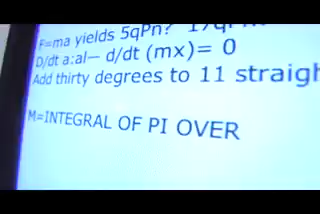 F=ma yields 5qPn?
D/dt a:al— d/dt (mx)= 0
Add thirty degrees to 11 straigh
M=INTEGRAL OF PI OVER